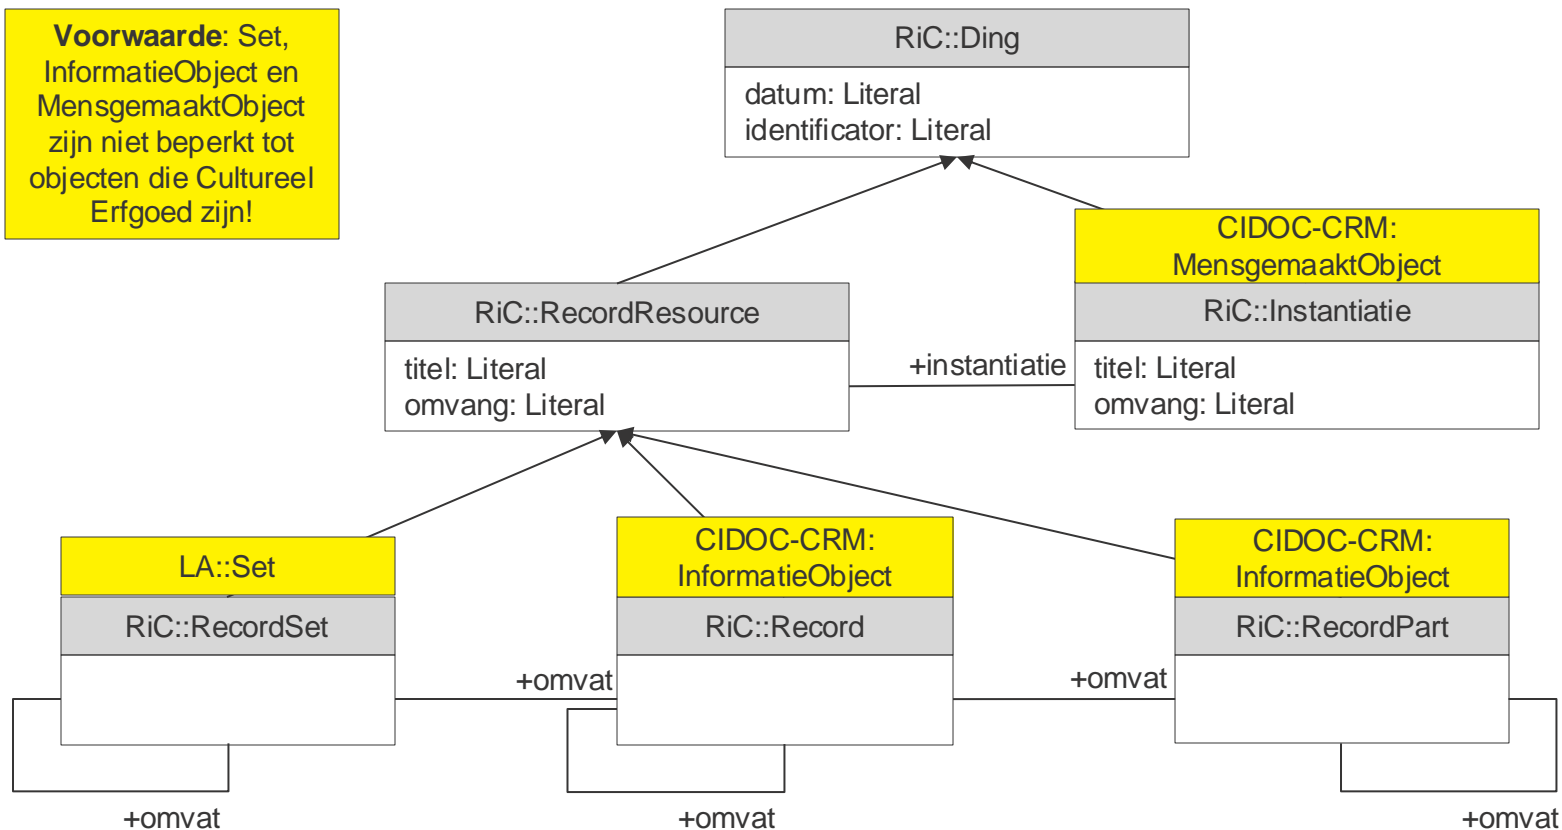 Voorwaarde: Set,
InformatieObject en
MensgemaaktObject
zijn niet beperkt tot
objecten die Cultureel
Erfgoed zijn!
RiC::Ding
datum: Literal
identificator: Literal
CIDOC-CRM:
MensgemaaktObject
RiC::Instantiatie
titel: Literal
omvang: Literal
RiC::RecordResource
titel: Literal
omvang: Literal
+instantiatie
LA::Set
RiC::RecordSet
CIDOC-CRM:
InformatieObject
RiC::Record
CIDOC-CRM:
InformatieObject
RiC::RecordPart
+omvat
+omvat
+omvat
+omvat
+omvat